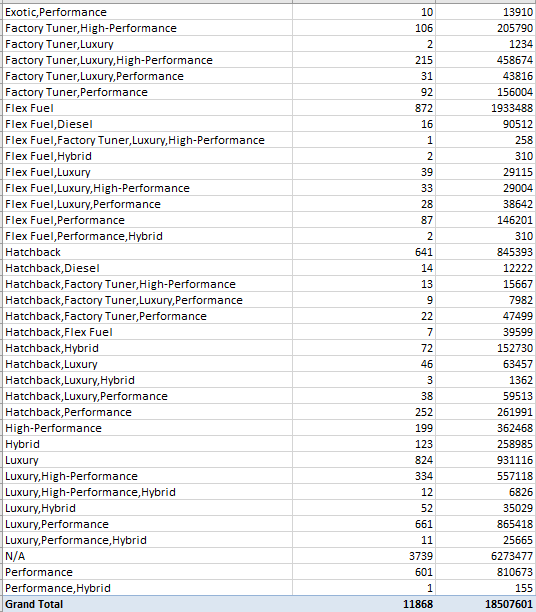 Exotic,Performance 10 13910
Factory Tuner,High-Performance 106 205790
Factory Tuner,Luxury 2 1234
Factory Tuner,Luxury,High-Performance 215 458674
Factory Tuner,Luxury,Performance 31 43816
Factory Tuner,Performance 92 156004
Flex Fuel 872 1933488
Flex Fuel,Diesel 16 90512
Flex Fuel,Factory Tuner,Luxury,High-Performance 1 258
Flex Fuel,Hybrid 2 310
Flex Fuel,Luxury 39 29115
Flex Fuel,Luxury,High-Performance 33 29004
Flex Fuel,Luxury,Performance 28 38642
Flex Fuel,Performance 87 146201
Flex Fuel,Performance,Hybrid 2 310
Hatchback 641 845393
Hatchback,Diesel 14 12222
Hatchback,Factory Tuner,High-Performance 13 15667
Hatchback,Factory Tuner,Luxury,Performance 9 7982
Hatchback,Factory Tuner,Performance 22 47499
Hatchback,Flex Fuel 7 39599
Hatchback,Hybrid 72 152730
Hatchback,Luxury 46 63457
Hatchback,Luxury,Hybrid 3 1362
Hatchback,Luxury,Performance 38 59513
Hatchback,Performance 252 261991
High-Performance 199 362468
Hybrid 123 258985
Luxury 824 931116
Luxury,High-Performance 334 557118
Luxury,High-Performance,Hybrid 12 6826
Luxury,Hybrid 52 35029
Luxury,Performance 661 865418
Luxury,Performance,Hybrid 11 25665
N/A 3739 6273477
Performance 601 810673
Performance,Hybrid 1 155
Grand Total 11868 18507601